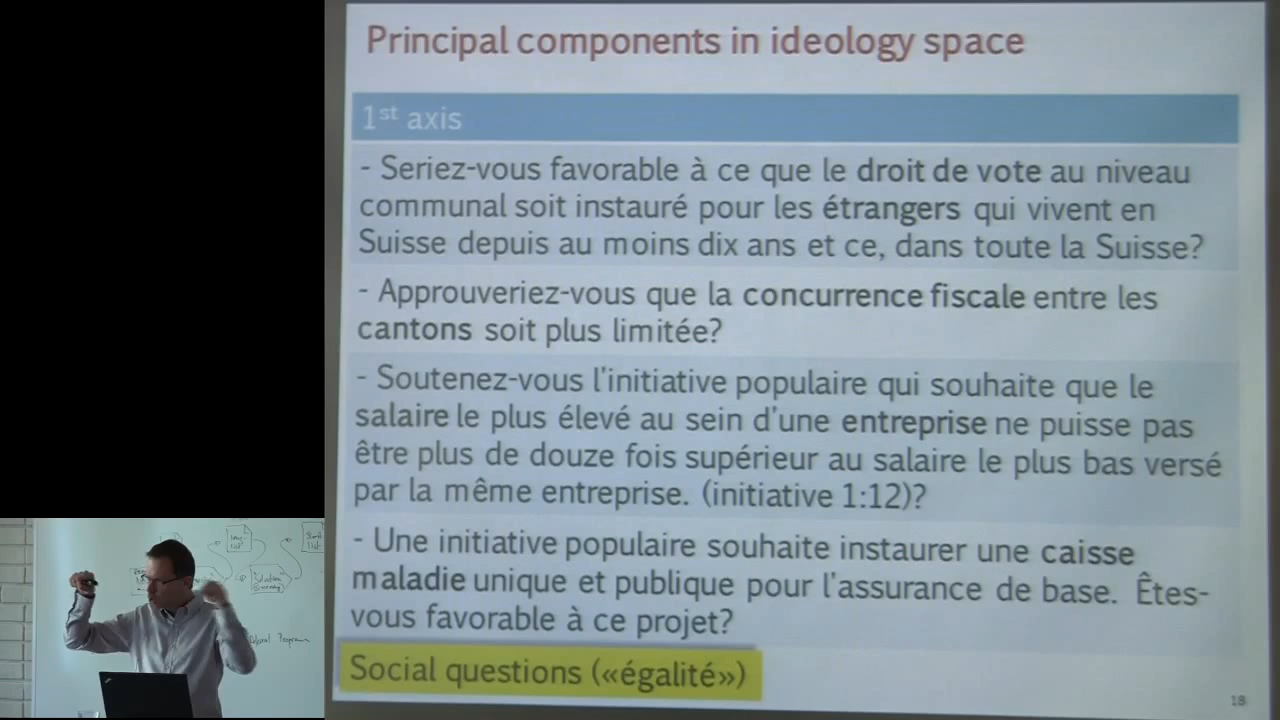 Principal components in ideology space
1st axis
- Seriez-vous favorable à ce que le droit de vote au niveau
communal soit instauré pour les étrangers qui vivent en
Suisse depuis au moins dix ans et ce, dans toute la Suisse?
- Approuveriez-vous que la concurrence fiscale entre les
cantons soit plus limitée?
- Soutenez-vous l'initiative populaire qui souhaite que le
salaire le plus élevé au sein d'une entreprise ne puisse pas
être plus de douze fois supérieur au salaire le plus bas versé
par la même entreprise. (initiative 1:12)?
- Une initiative populaire souhaite instaurer une caisse
maladie unique et publique pour l'assurance de base. Êtes-
vous favorable à ce projet?
Social questions («égalité»)
18